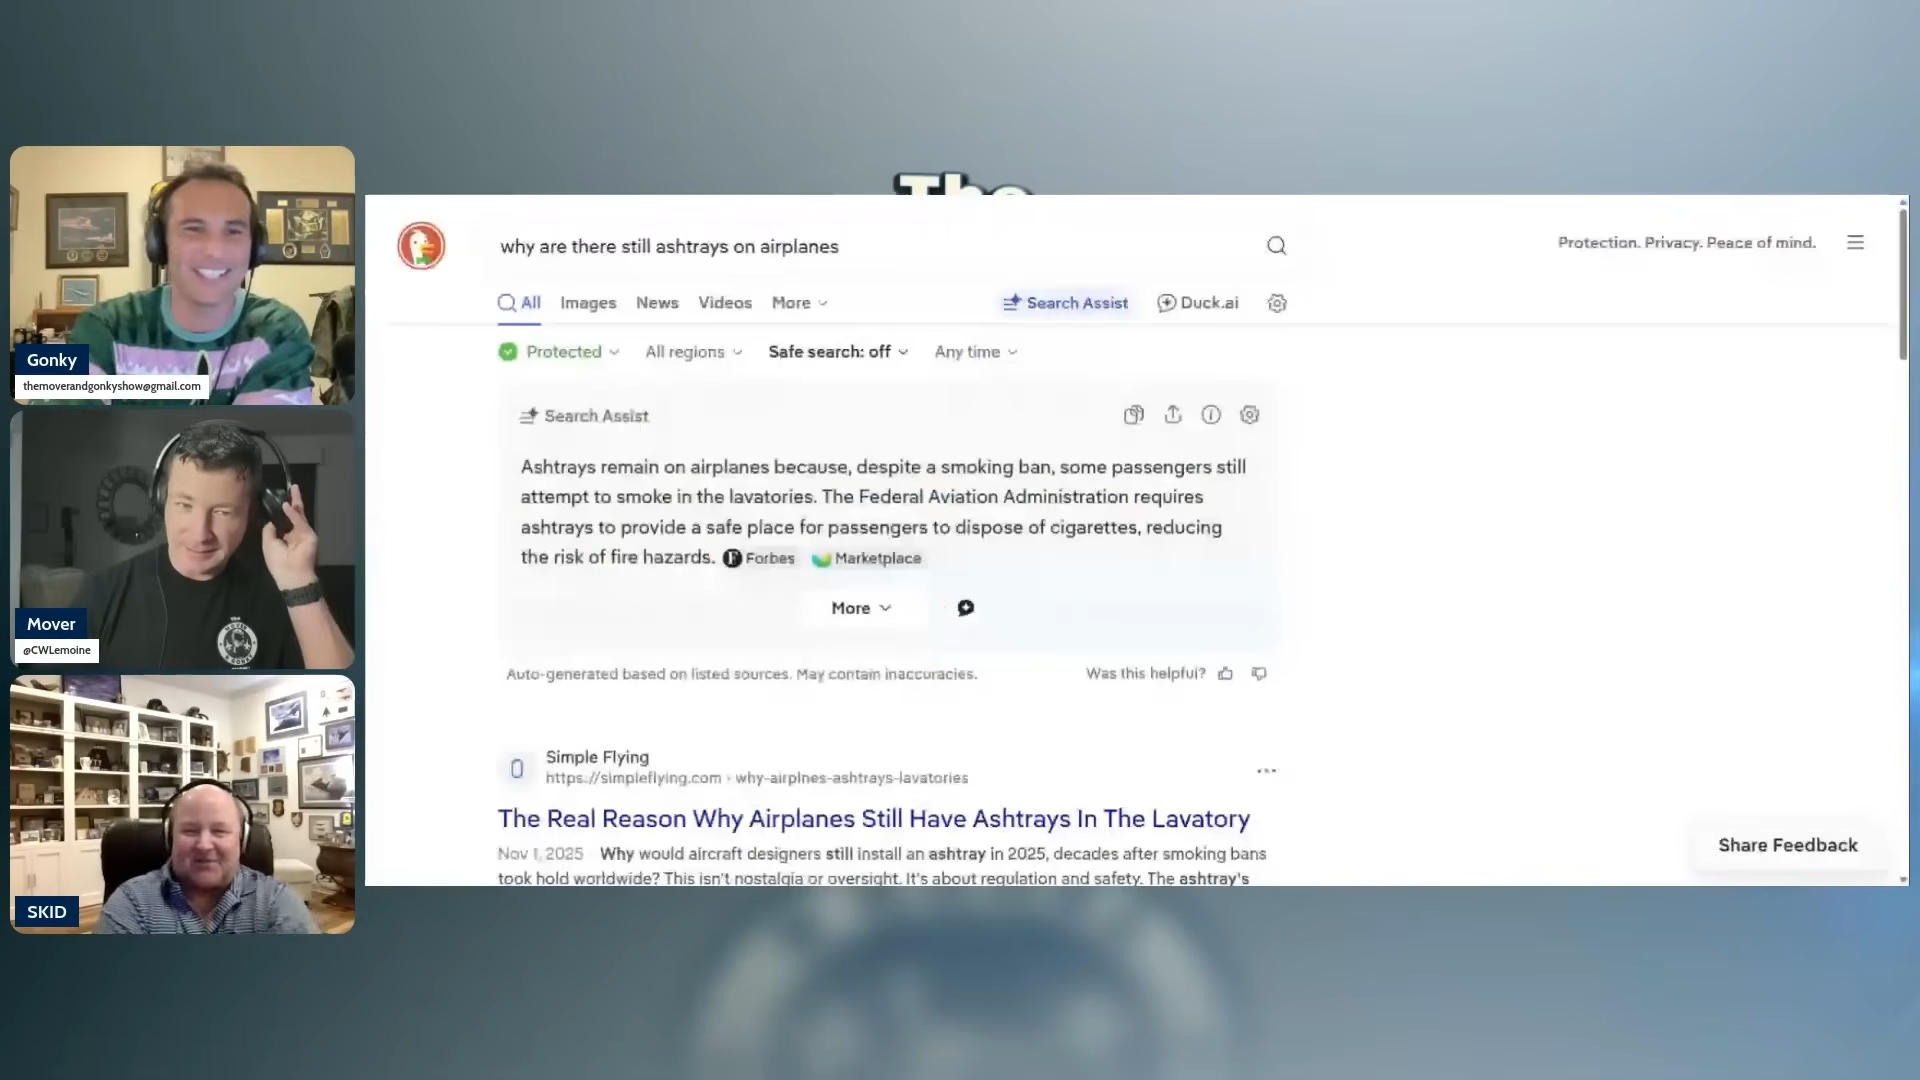 The
Gonky
themoverandgonkyshow@gmail.com
Mover
@CWLemoine
SKID
why are there still ashtrays on airplanes
Protection. Privacy. Peace of mind.
All Images News Videos More
Search Assist Duck.ai
Protected All regions Safe search: off Any time
Search Assist
Ashtrays remain on airplanes because, despite a smoking ban, some passengers still
attempt to smoke in the lavatories. The Federal Aviation Administration requires
ashtrays to provide a safe place for passengers to dispose of cigarettes, reducing
the risk of fire hazards. Forbes Marketplace
More
Auto-generated based on listed sources. May contain inaccuracies.
Was this helpful?
Simple Flying
https://simpleflying.com › why-airplnes-ashtrays-lavatories
The Real Reason Why Airplanes Still Have Ashtrays In The Lavatory
Nov 1, 2025 Why would aircraft designers still install an ashtray in 2025, decades after smoking bans
took hold worldwide? This isn't nostalgia or oversight. It's about regulation and safety. The ashtray's
Share Feedback